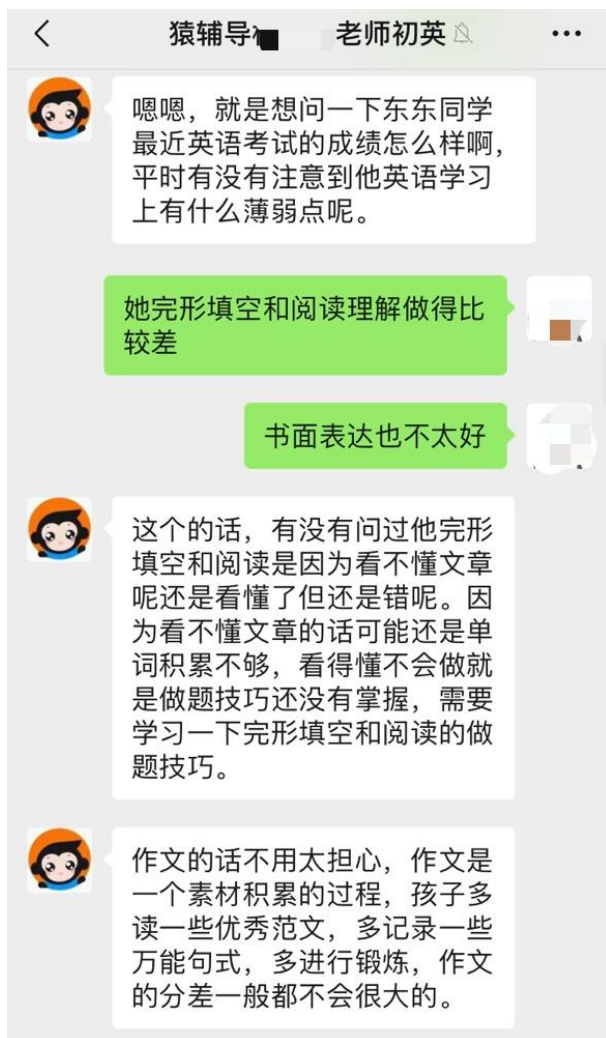 猿辅导
老师初英
嗯嗯，就是想问一下东东同学
最近英语考试的成绩怎么样啊，
平时有没有注意到他英语学习
上有什么薄弱点呢。
她完形填空和阅读理解做得比
较差
书面表达也不太好
这个的话，有没有问过他完形
填空和阅读是因为看不懂文章
呢还是看懂了但还是错呢。因
为看不懂文章的话可能还是单
词积累不够，看得懂不会做就
是做题技巧还没有掌握，需要
学习一下完形填空和阅读的做
题技巧。
作文的话不用太担心，作文是
一个素材积累的过程，孩子多
读一些优秀范文，多记录一些
万能句式，多进行锻炼，作文
的分差一般都不会很大的。